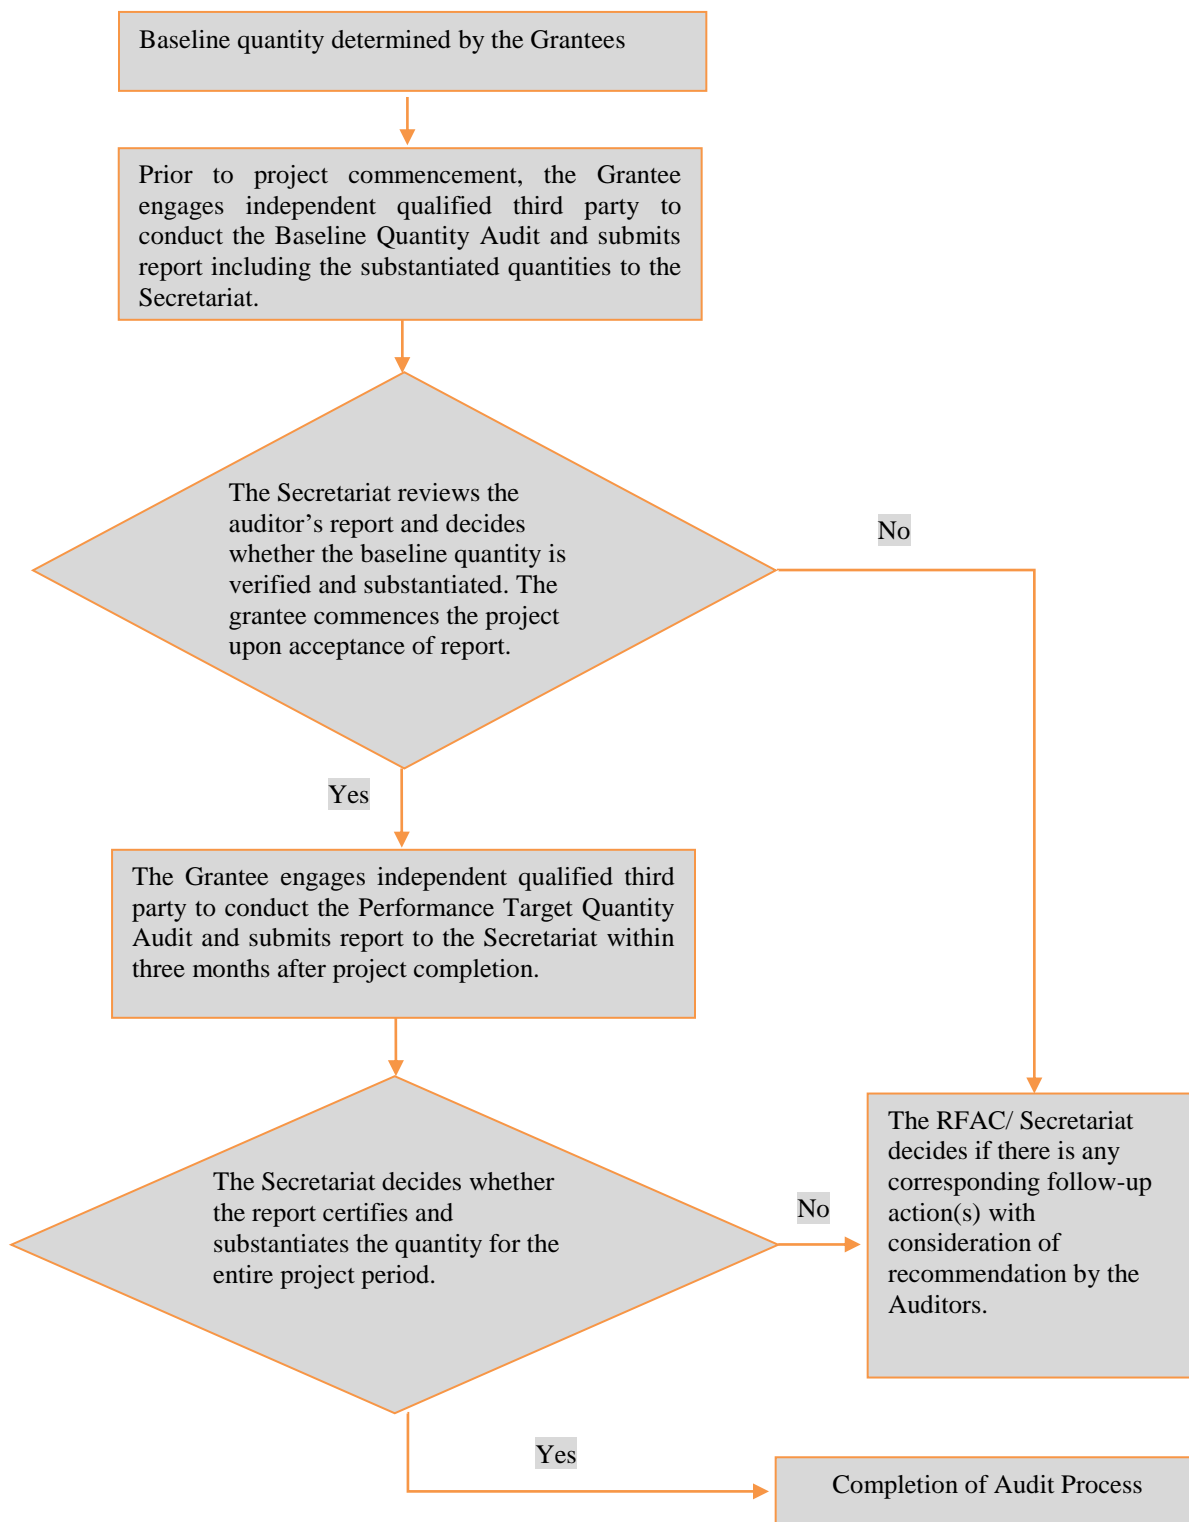 Baseline quantity determined by the Grantees
Prior to project commencement, the Grantee
engages independent qualified third party to
conduct the Baseline Quantity Audit and submits
report including the substantiated quantities to the
Secretariat.
The Secretariat reviews the
auditor’s report and decides
whether the baseline quantity is
verified and substantiated. The
grantee commences the project
upon acceptance of report.
No
Yes
The Grantee engages independent qualified third
party to conduct the Performance Target Quantity
Audit and submits report to the Secretariat within
three months after project completion.
The Secretariat decides whether
the report certifies and
substantiates the quantity for the
entire project period.
No
The RFAC/ Secretariat
decides if there is any
corresponding follow-up
action(s) with
consideration of
recommendation by the
Auditors.
Yes
Completion of Audit Process